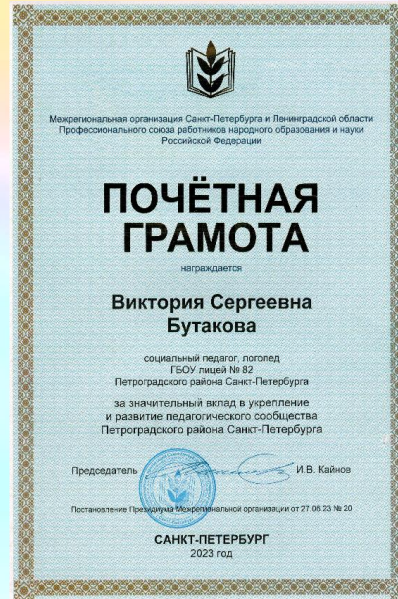 Межрегиональная организация Санкт-Петербурга и Ленинградской области
Профессионального союза работников народного образования и науки
Российской Федерации
ПОЧЁТНАЯ
ГРАМОТА
награждается
Виктория Сергеевна
Бутакова
социальный педагог, логопед
ГБОУ лицей № 82
Петроградского района Санкт-Петербурга
за значительный вклад в укрепление
и развитие педагогического сообщества
Петроградского района Санкт-Петербурга
Председатель И.В. Кайнов
Постановление Президиума Межрегиональной организации от 27.06.23 № 20
САНКТ-ПЕТЕРБУРГ
2023 год